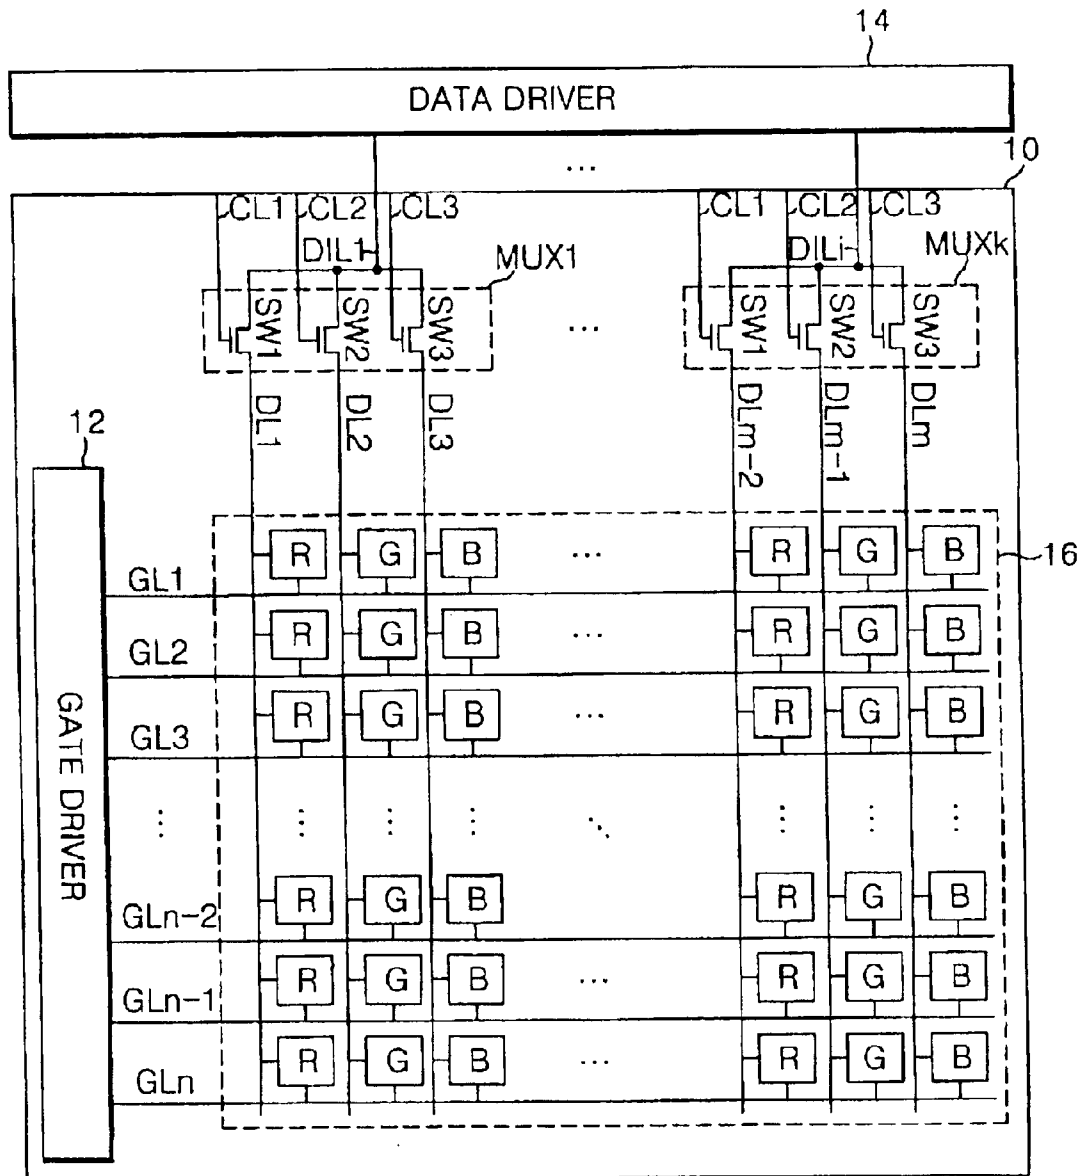 14
DATA DRIVER
...
10
CL1 CL2 CL3 CL1 CL2 CL3
DIL1 DILi
MUX1 MUXk
SW1 SW2 SW3 ... SW1 SW2 SW3
DL1 DL2 DL3 DLm-2 DLm-1 DLm
12
GATE DRIVER
16
R G B ... R G B
GL1
R G B ... R G B
GL2
R G B ... R G B
GL3
... ... ... ... ... ... ... ...
R G B R G B
GLn-2
R G B ... R G B
GLn-1
R G B ... R G B
GLn